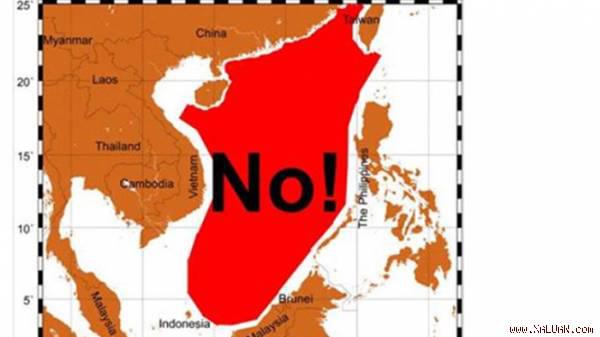 25°
Taiwan
China
Myanmar
20°
Laos
15°
Thailand
No!
Cambodia
Vietnam
The Philippines
10°
5°
Brunei
Malaysia
Indonesia
Malaysia
www.XaLuan.com